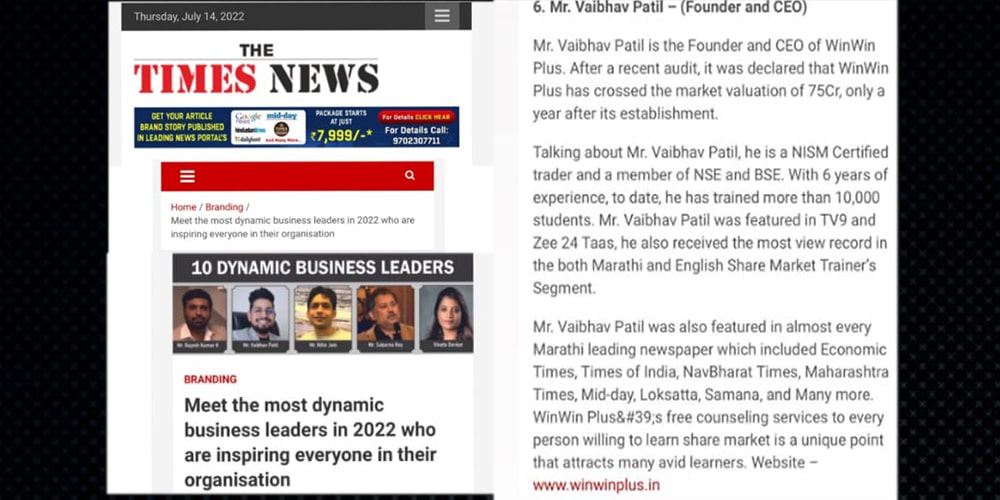 Thursday, July 14, 2022
THE
TIMES NEWS
GET YOUR ARTICLE
BRAND STORY PUBLISHED
IN LEADING NEWS PORTAL'S
Google
News
mid-day
hindustantimes
dailyhunt
And Many More...
PACKAGE STARTS
AT JUST
₹7,999/-*
For Details CLICK HEAR
For Details Call:
9702307711
Home / Branding /
Meet the most dynamic business leaders in 2022 who are
inspiring everyone in their organisation
10 DYNAMIC BUSINESS LEADERS
Mr. Rajesh Kumar K
Mr. Vaibhav Patil
Mr. Nitin Jain
Mr. Subarna Roy
Vineta Devkar
BRANDING
Meet the most dynamic
business leaders in 2022 who
are inspiring everyone in their
organisation
6. Mr. Vaibhav Patil – (Founder and CEO)
Mr. Vaibhav Patil is the Founder and CEO of WinWin
Plus. After a recent audit, it was declared that WinWin
Plus has crossed the market valuation of 75Cr, only a
year after its establishment.
Talking about Mr. Vaibhav Patil, he is a NISM Certified
trader and a member of NSE and BSE. With 6 years of
experience, to date, he has trained more than 10,000
students. Mr. Vaibhav Patil was featured in TV9 and
Zee 24 Taas, he also received the most view record in
the both Marathi and English Share Market Trainer's
Segment.
Mr. Vaibhav Patil was also featured in almost every
Marathi leading newspaper which included Economic
Times, Times of India, NavBharat Times, Maharashtra
Times, Mid-day, Loksatta, Samana, and Many more.
WinWin Plus&#39;s free counseling services to every
person willing to learn share market is a unique point
that attracts many avid learners. Website –
www.winwinplus.in